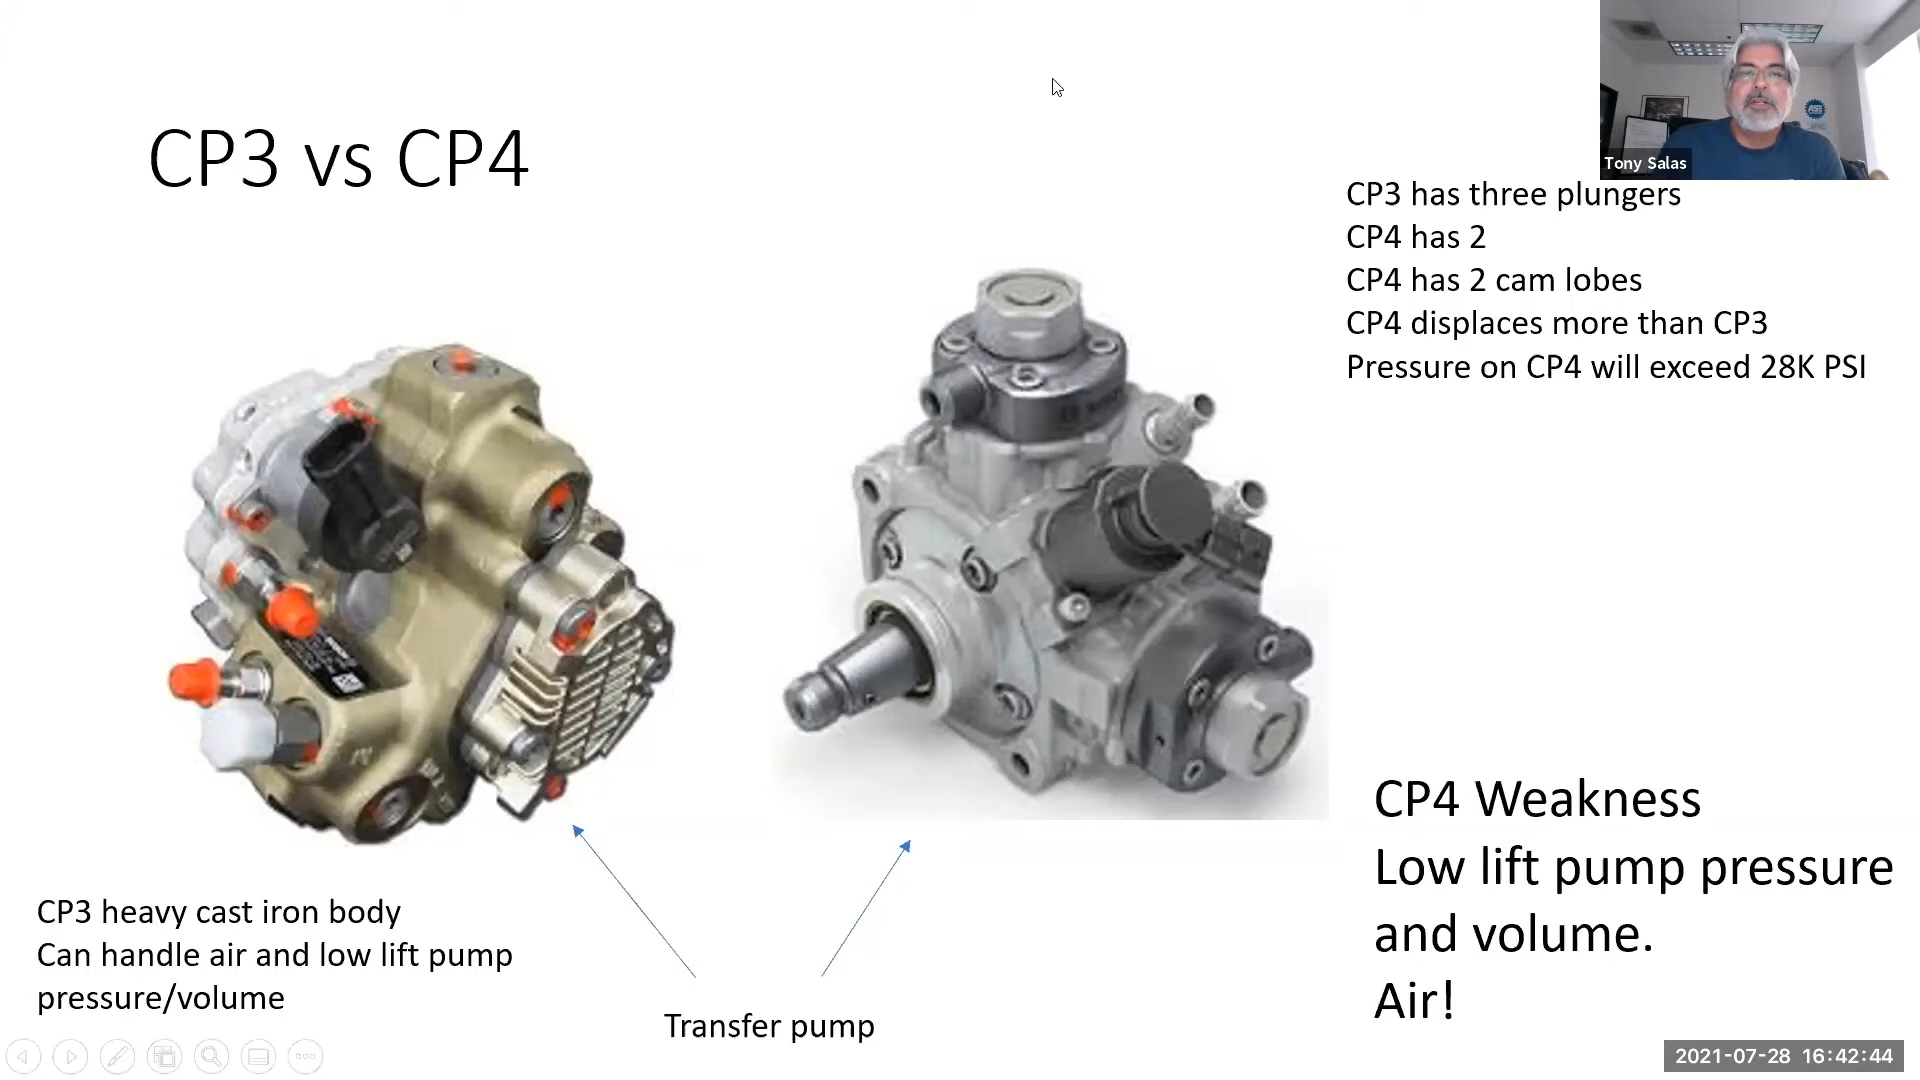 CP3 vs CP4
Tony Salas
ASE
CP3 has three plungers
CP4 has 2
CP4 has 2 cam lobes
CP4 displaces more than CP3
Pressure on CP4 will exceed 28K PSI
CP4 Weakness
Low lift pump pressure
and volume.
Air!
CP3 heavy cast iron body
Can handle air and low lift pump
pressure/volume
Transfer pump
2021-07-28 16:42:44